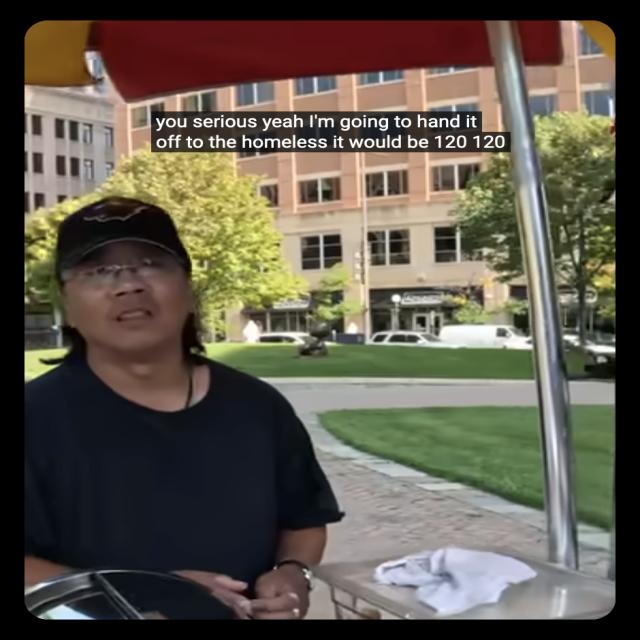 you serious yeah I'm going to hand it
off to the homeless it would be 120 120